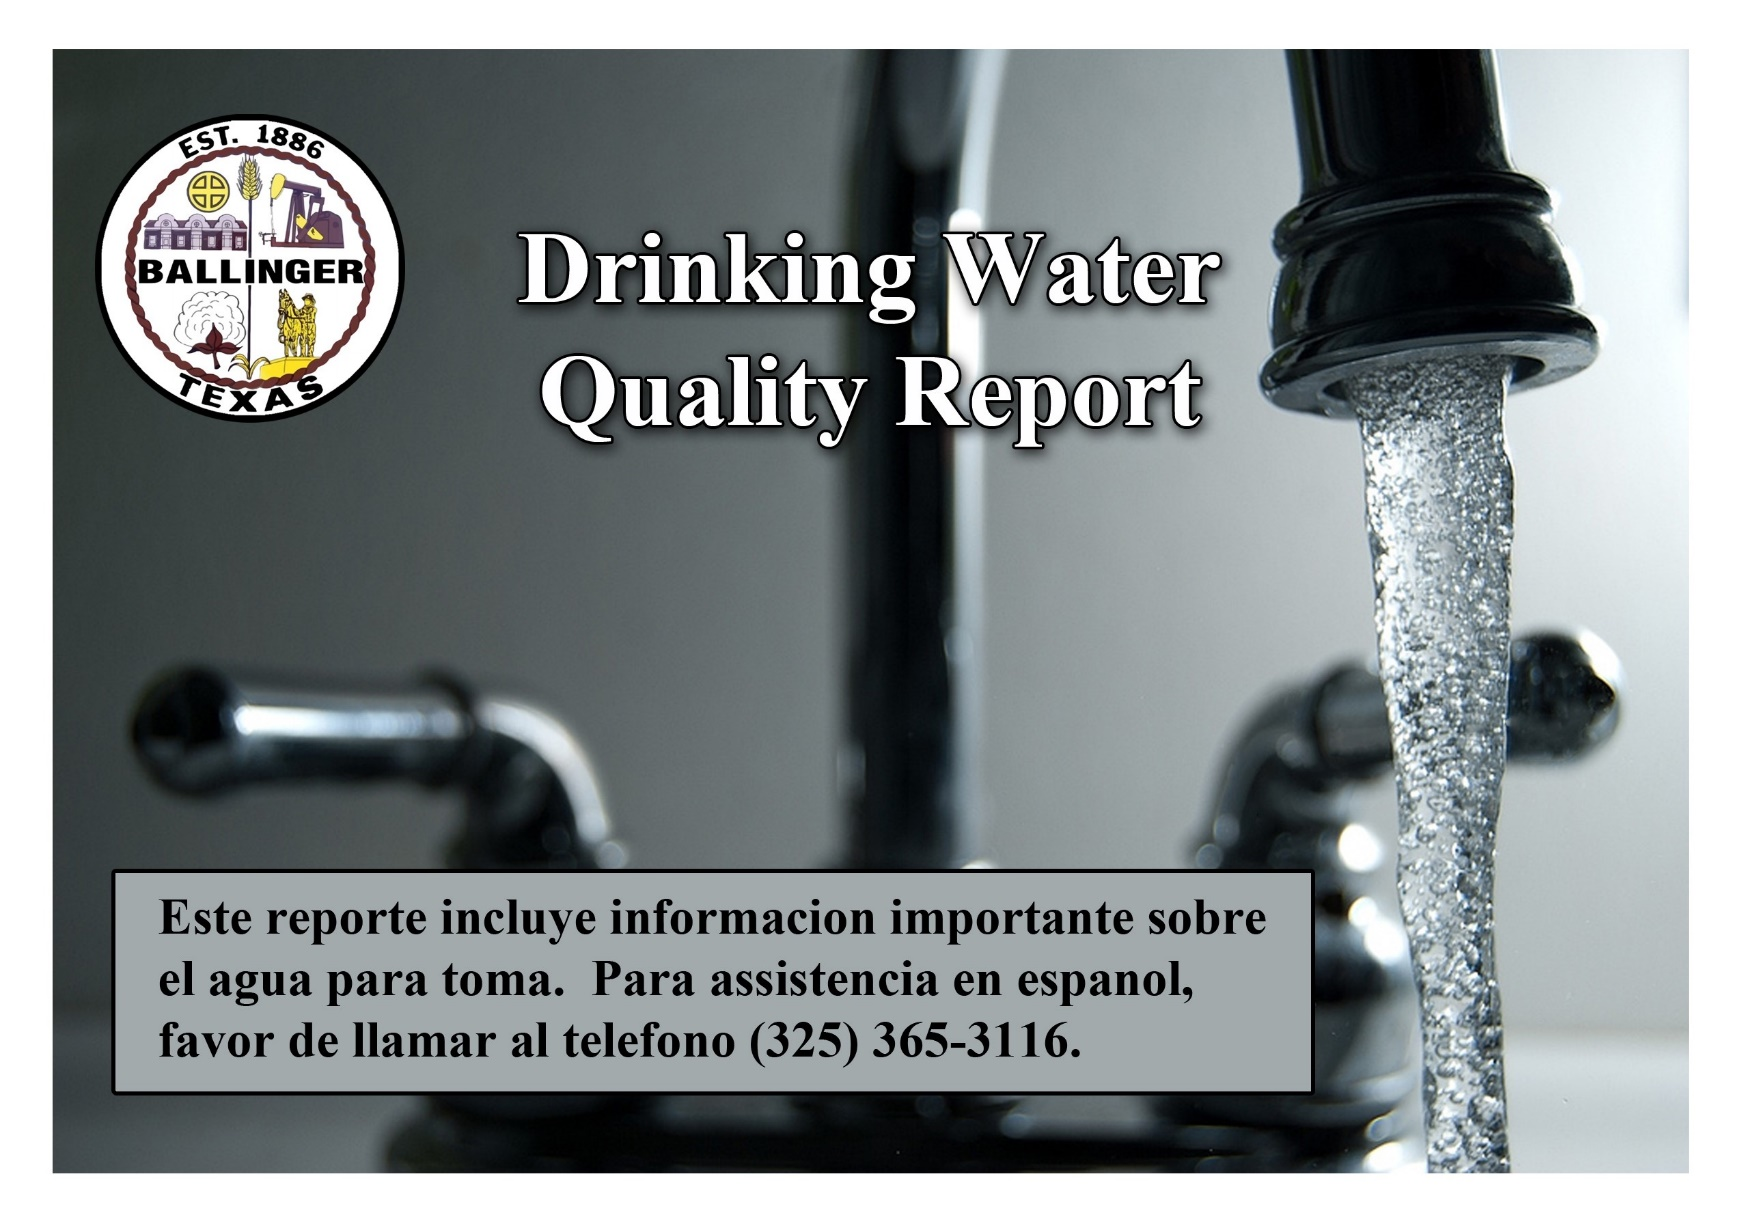 EST. 1886
BALLINGER
TEXAS
Drinking Water
Quality Report
Este reporte incluye informacion importante sobre
el agua para toma.  Para assistencia en espanol,
favor de llamar al telefono (325) 365-3116.